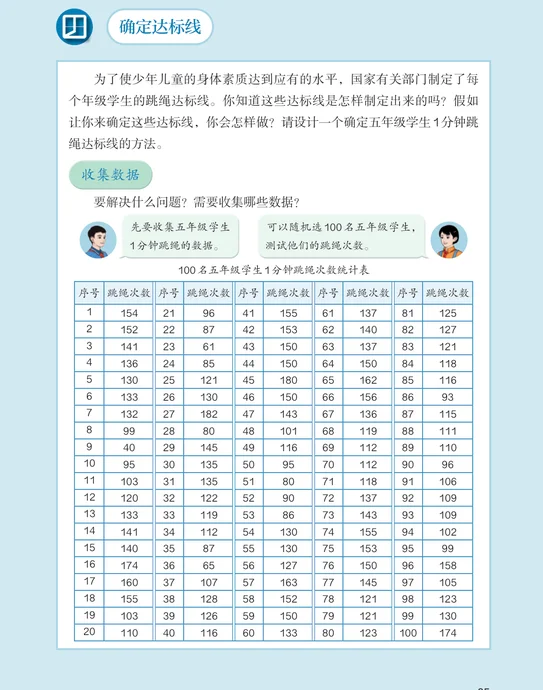 确定达标线
为了使少年儿童的身体素质达到应有的水平，国家有关部门制定了每
个年级学生的跳绳达标线。你知道这些达标线是怎样制定出来的吗？假如
让你来确定这些达标线，你会怎样做？请设计一个确定五年级学生1分钟跳
绳达标线的方法。
收集数据
要解决什么问题？需要收集哪些数据？
先要收集五年级学生
1分钟跳绳的数据。
可以随机选100名五年级学生，
测试他们的跳绳次数。
100名五年级学生1分钟跳绳次数统计表
序号 跳绳次数 序号 跳绳次数 序号 跳绳次数 序号 跳绳次数 序号 跳绳次数
1 154 21 96 41 155 61 137 81 125
2 152 22 87 42 153 62 140 82 127
3 141 23 61 43 150 63 137 83 121
4 136 24 85 44 150 64 150 84 118
5 130 25 121 45 180 65 162 85 116
6 133 26 130 46 150 66 156 86 93
7 132 27 182 47 143 67 136 87 115
8 99 28 80 48 101 68 119 88 111
9 40 29 145 49 116 69 112 89 110
10 95 30 135 50 95 70 112 90 96
11 103 31 135 51 80 71 118 91 106
12 120 32 122 52 90 72 137 92 109
13 133 33 119 53 86 73 143 93 109
14 141 34 112 54 130 74 155 94 102
15 140 35 87 55 130 75 153 95 99
16 174 36 65 56 127 76 150 96 158
17 160 37 107 57 163 77 145 97 105
18 155 38 128 58 152 78 121 98 123
19 103 39 126 59 150 79 121 99 130
20 110 40 116 60 133 80 123 100 174